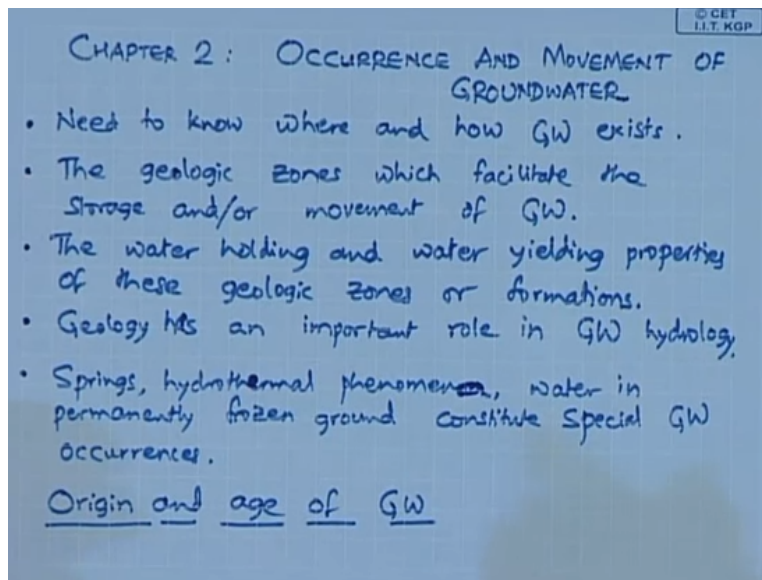 © CET
I.I.T. KGP
CHAPTER 2 : OCCURRENCE AND MOVEMENT OF
GROUNDWATER
• Need to know where and how GW exists.
• The geologic zones which facilitate the
storage and/or movement of GW.
• The water holding and water yielding properties
of these geologic zones or formations.
• Geology has an important role in GW hydrology.
• Springs, hydrothermal phenomena, water in
permanently frozen ground constitute special GW
occurrences.
Origin and age of GW